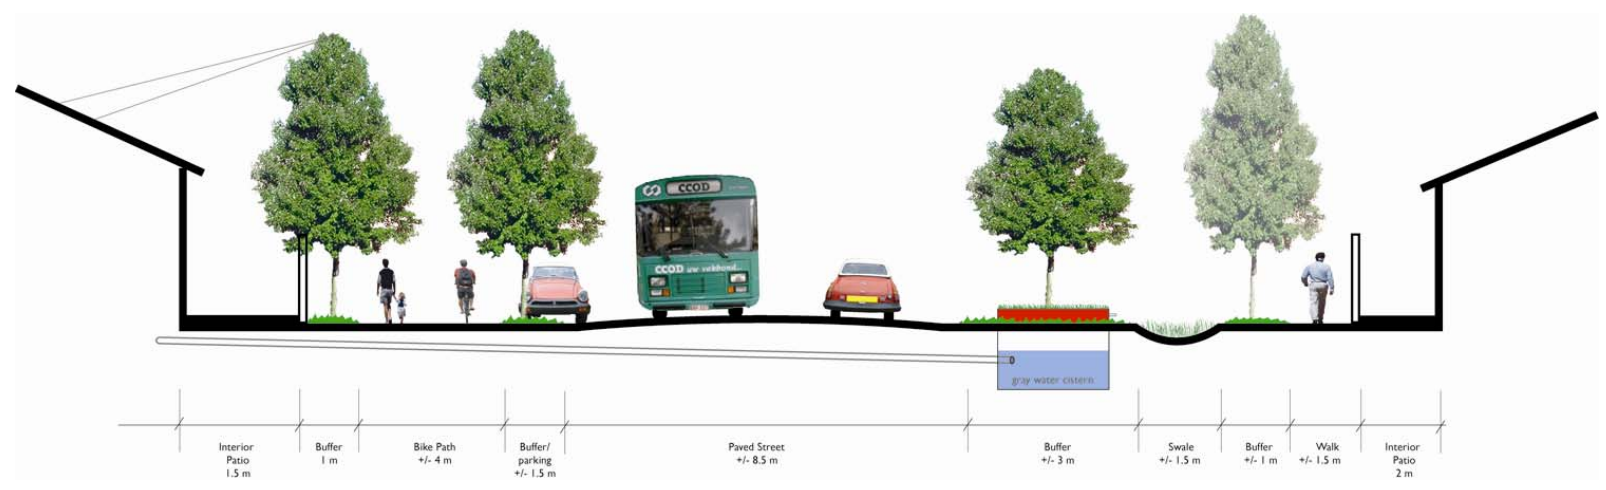 CCOD
CCOD uw vakbond...
gray water cistern
Interior
Patio
1.5 m
Buffer
1 m
Bike Path
+/- 4 m
Buffer/
parking
+/- 1.5 m
Paved Street
+/- 8.5 m
Buffer
+/- 3 m
Swale
+/- 1.5 m
Buffer
+/- 1 m
Walk
+/- 1.5 m
Interior
Patio
2 m